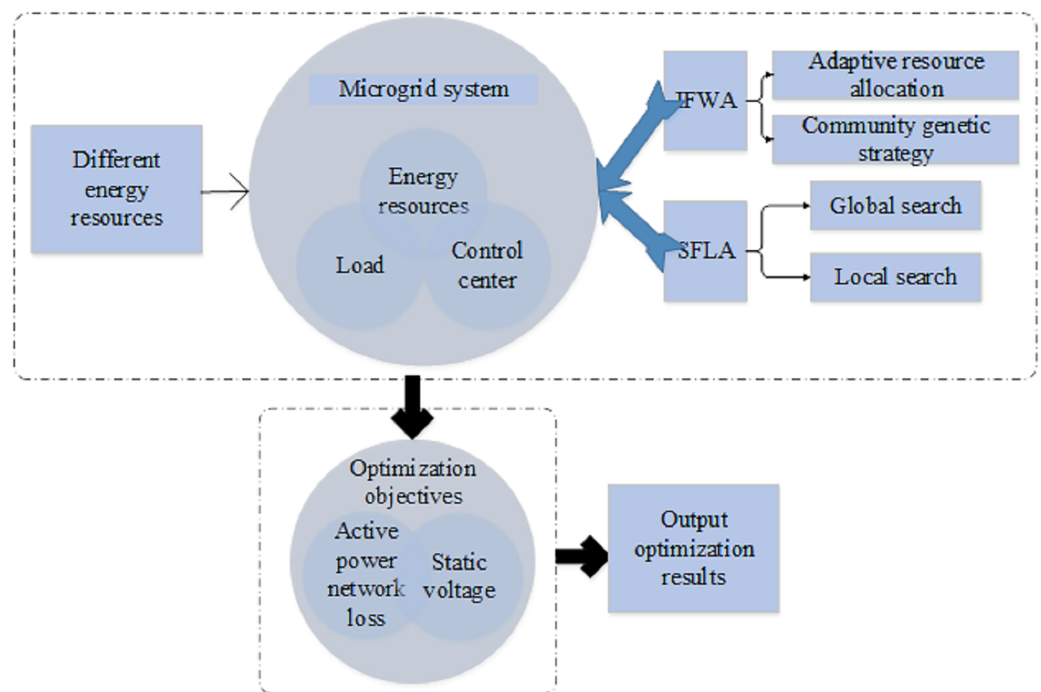 Microgrid system
Different
energy
resources
Energy
resources
Load
Control
center
IFWA
Adaptive resource
allocation
Community genetic
strategy
SFLA
Global search
Local search
Optimization
objectives
Active
power
network
loss
Static
voltage
Output
optimization
results